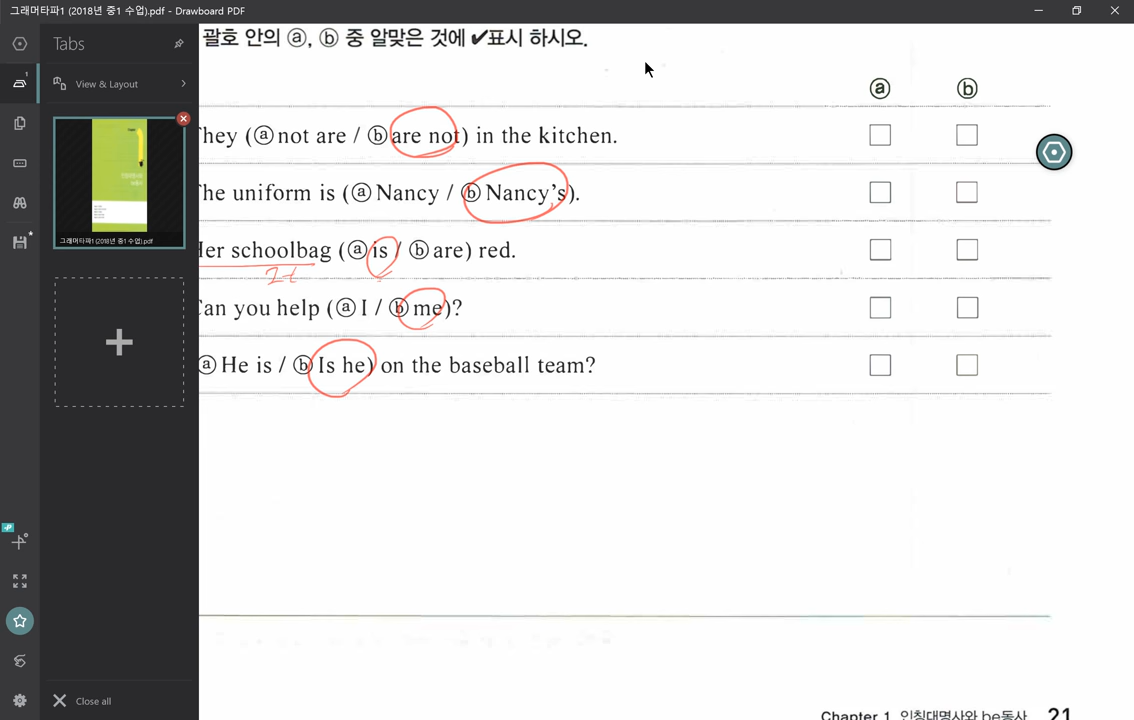 그래머타파1 (2018년 중1 수업).pdf - Drawboard PDF
Tabs
View & Layout
그래머타파1 (2018년 중1 수업).pdf
Close all
괄호 안의 ⓐ, ⓑ 중 알맞은 것에 ✔표시 하시오.
ⓐ ⓑ
They (ⓐ not are / ⓑ are not) in the kitchen.
The uniform is (ⓐ Nancy / ⓑ Nancy's).
Her schoolbag (ⓐ is / ⓑ are) red.
Can you help (ⓐ I / ⓑ me)?
ⓐ He is / ⓑ Is he) on the baseball team?
Chapter 1 인칭대명사와 be동사 21